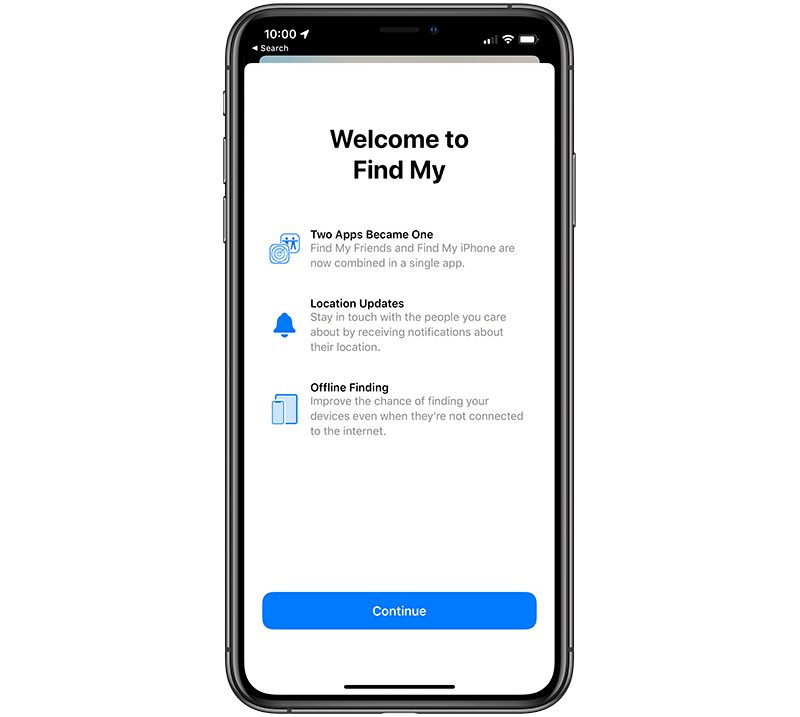 10:00
Search
Welcome to
Find My
Two Apps Became One
Find My Friends and Find My iPhone are
now combined in a single app.
Location Updates
Stay in touch with the people you care
about by receiving notifications about
their location.
Offline Finding
Improve the chance of finding your
devices even when they're not connected
to the internet.
Continue